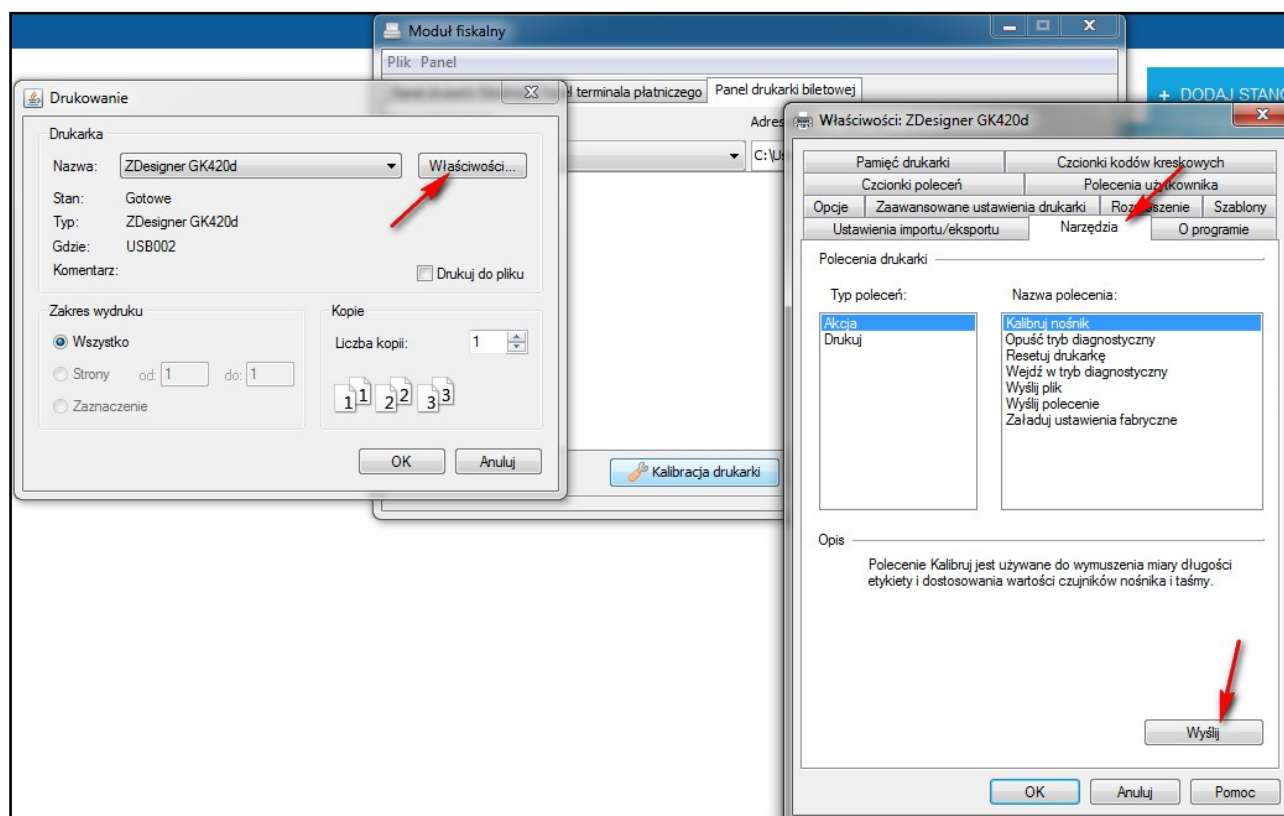 Moduł fiskalny
Plik Panel
terminala płatniczego
Panel drukarki biletowej
+ DODAJ
Drukowanie
Drukarka
Nazwa: ZDesigner GK420d Właściwości...
Stan: Gotowe
Typ: ZDesigner GK420d
Gdzie: USB002
Komentarz: Drukuj do pliku
Zakres wydruku
Wszystko
Strony od: 1 do: 1
Zaznaczenie
Kopie
Liczba kopii: 1
11 22 33
OK Anuluj
C:\U
Kalibracja drukarki
Właściwości: ZDesigner GK420d
Pamięć drukarki Czcionki kodów kreskowych
Czcionki poleceń Polecenia użytkownika
Opcje Zaawansowane ustawienia drukarki Szablony
Ustawienia importu/eksportu Narzędzia O programie
Polecenia drukarki
Typ poleceń: Nazwa polecenia:
Akcja
Drukuj
Kalibruj nośnik
Opuść tryb diagnostyczny
Resetuj drukarkę
Wejdź w tryb diagnostyczny
Wyślij plik
Wyślij polecenie
Załaduj ustawienia fabryczne
Opis
Polecenie Kalibruj jest używane do wymuszenia miary długości
etykiety i dostosowania wartości czujników nośnika i taśmy.
Wyślij
OK Anuluj Pomoc